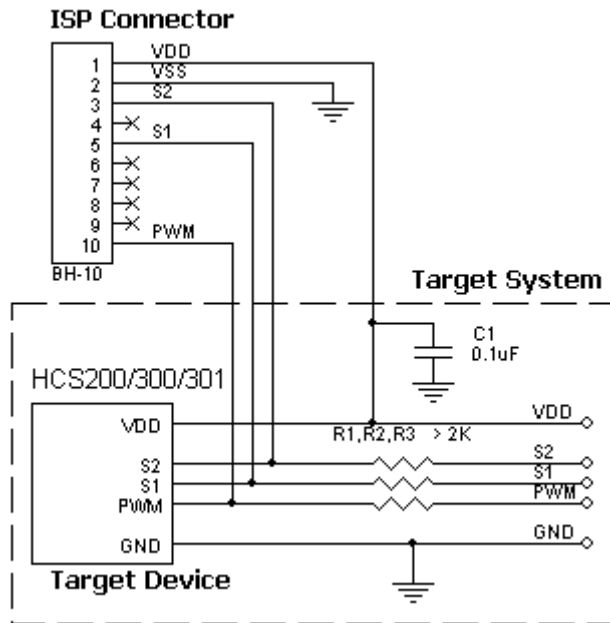 ISP Connector
VDD
1
VSS
2
S2
3
4
S1
5
6
7
8
9
PWM
10
BH-10
Target System
C1
0.1uF
HCS200/300/301
VDD
VDD
R1,R2,R3 > 2K
S2
S2
S1
S1
PWM
PWM
GND
GND
Target Device